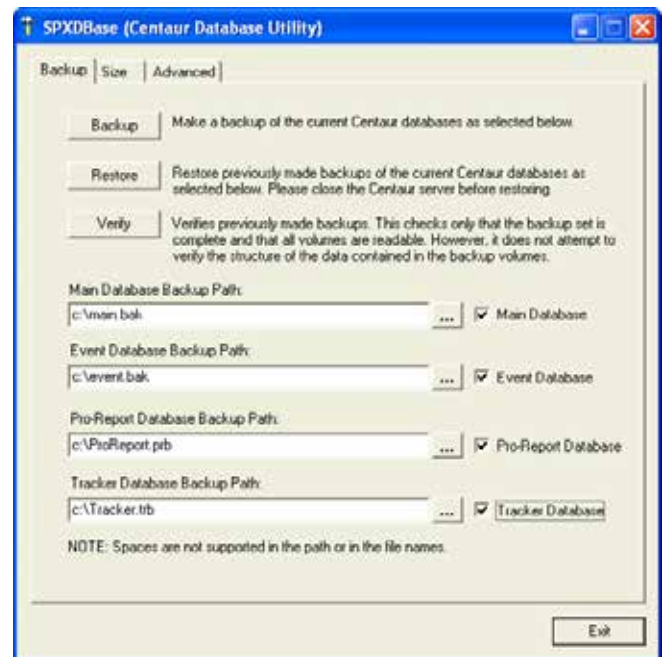 SPXDBase (Centaur Database Utility)
Backup Size Advanced
Backup Make a backup of the current Centaur databases as selected below.
Restore Restore previously made backups of the current Centaur databases as
selected below. Please close the Centaur server before restoring.
Verify Verifies previously made backups. This checks only that the backup set is
complete and that all volumes are readable. However, it does not attempt to
verify the structure of the data contained in the backup volumes.
Main Database Backup Path:
c:\main.bak ... Main Database
Event Database Backup Path:
c:\event.bak ... Event Database
Pro-Report Database Backup Path:
c:\ProReport.prb ... Pro-Report Database
Tracker Database Backup Path:
c:\Tracker.trb ... Tracker Database
NOTE: Spaces are not supported in the path or in the file names.
Exit